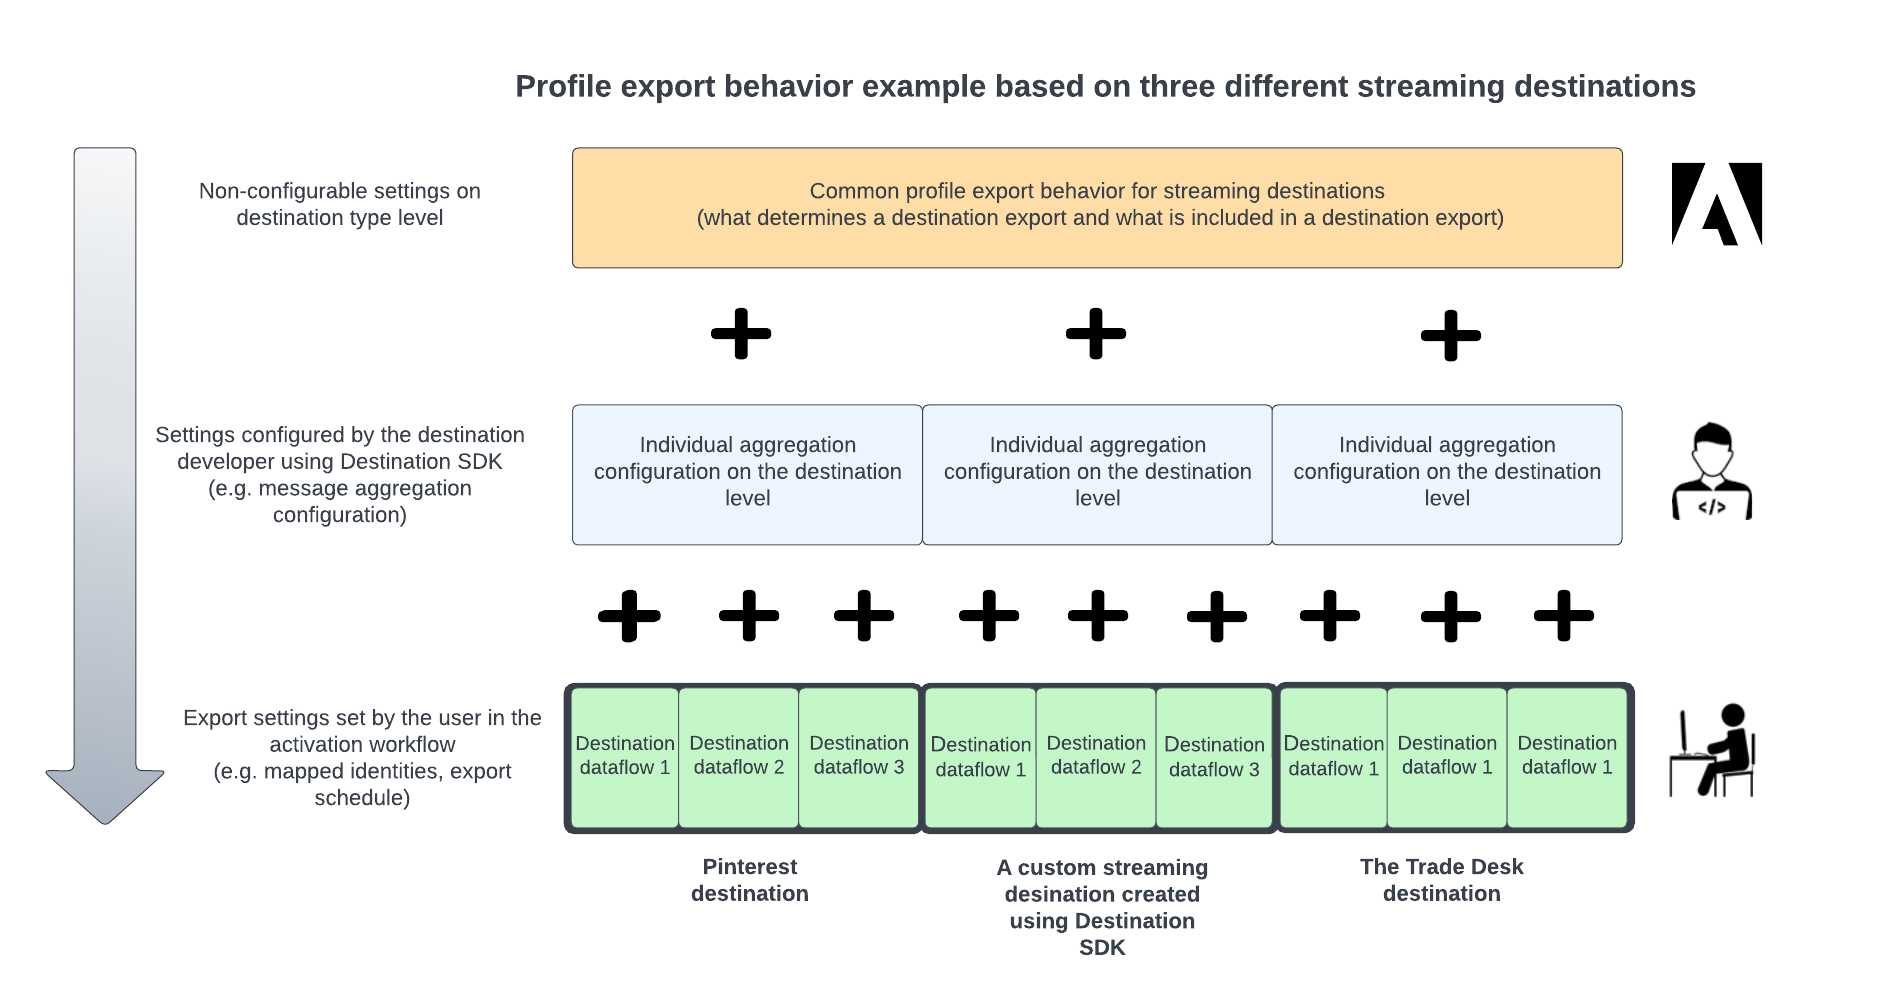 Profile export behavior example based on three different streaming destinations
Non-configurable settings on
destination type level
Common profile export behavior for streaming destinations
(what determines a destination export and what is included in a destination export)
Settings configured by the destination
developer using Destination SDK
(e.g. message aggregation
configuration)
Individual aggregation
configuration on the destination
level
Individual aggregation
configuration on the destination
level
Individual aggregation
configuration on the destination
level
</>
Export settings set by the user in the
activation workflow
(e.g. mapped identities, export
schedule)
Destination
dataflow 1
Destination
dataflow 2
Destination
dataflow 3
Destination
dataflow 1
Destination
dataflow 2
Destination
dataflow 3
Destination
dataflow 1
Destination
dataflow 1
Destination
dataflow 1
Pinterest
destination
A custom streaming
desination created
using Destination
SDK
The Trade Desk
destination